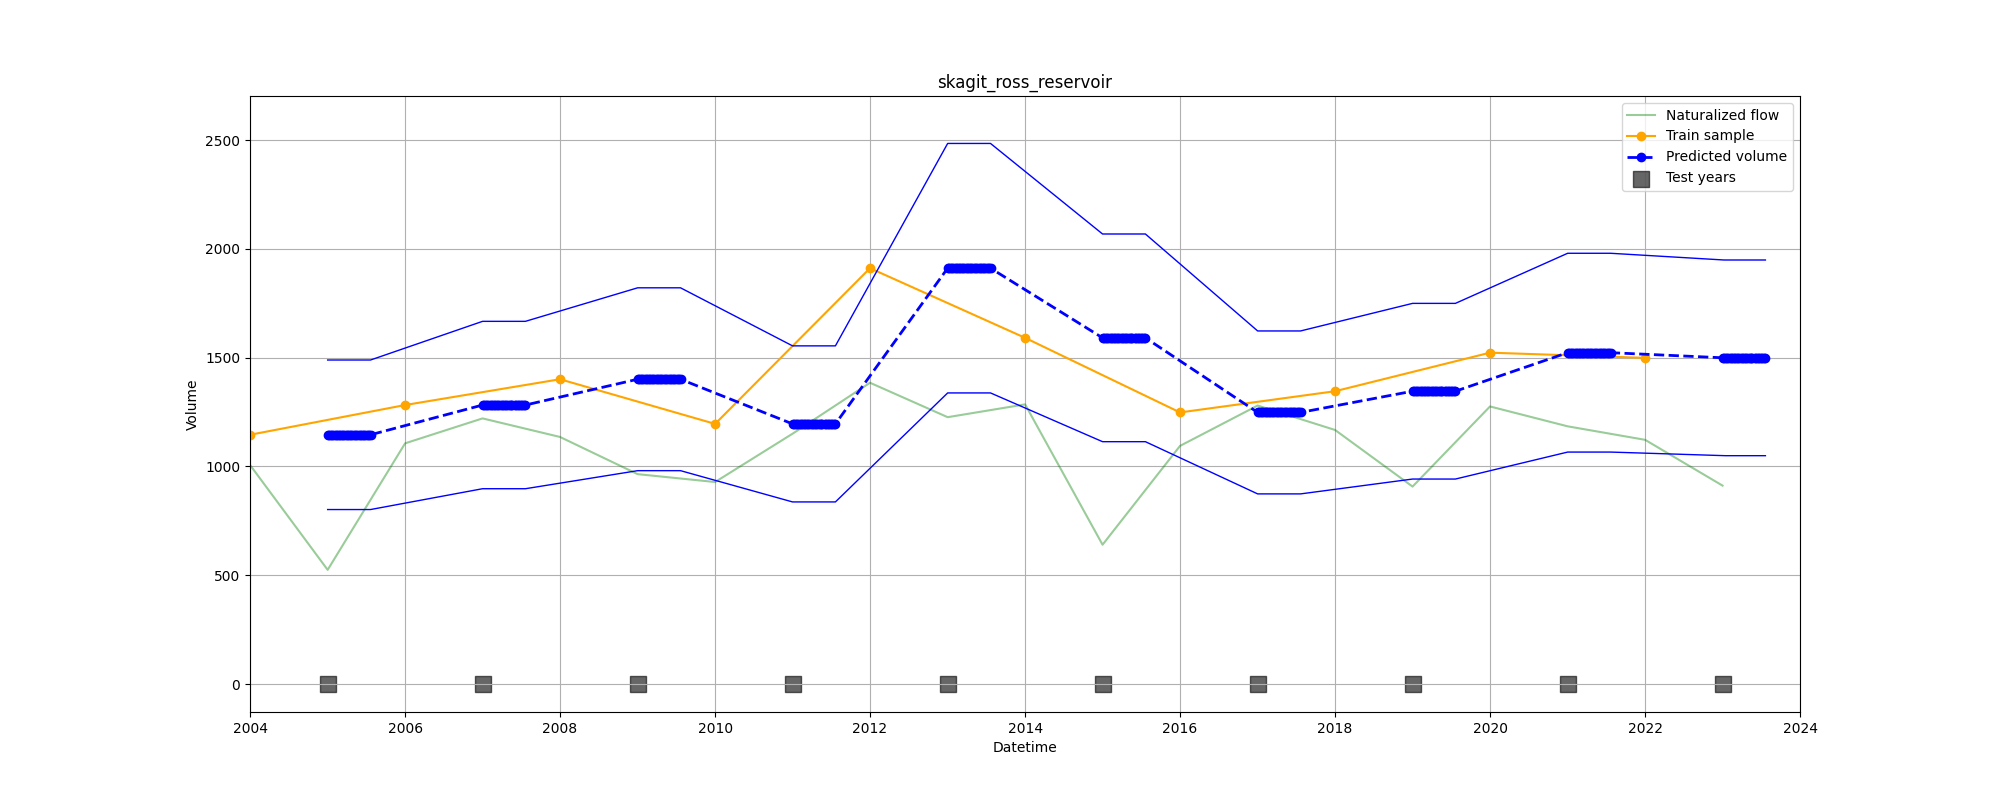 skagit_ross_reservoir
Naturalized flow
Train sample
Predicted volume
Test years
2500
2000
1500
1000
500
0
Volume
2004 2006 2008 2010 2012 2014 2016 2018 2020 2022 2024
Datetime